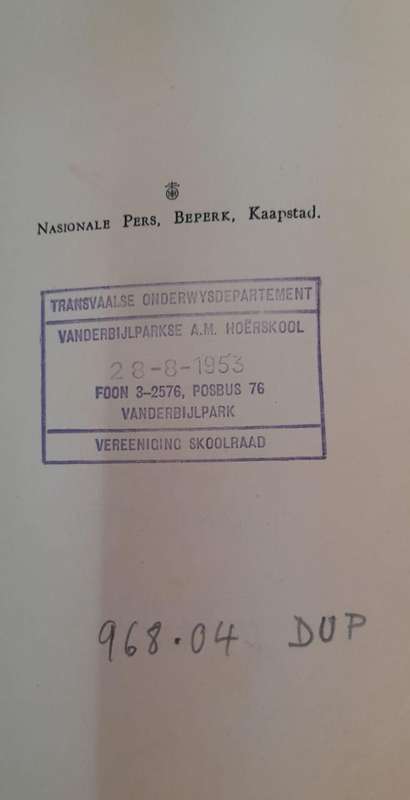 Nasionale Pers, Beperk, Kaapstad.
TRANSVAALSE ONDERWYSDEPARTEMENT
VANDERBIJLPARKSE A.M. HOËRSKOOL
28-8-1953
FOON 3-2576, POSBUS 76
VANDERBIJLPARK
VEREENIGING SKOOLRAAD
968.04 DUP